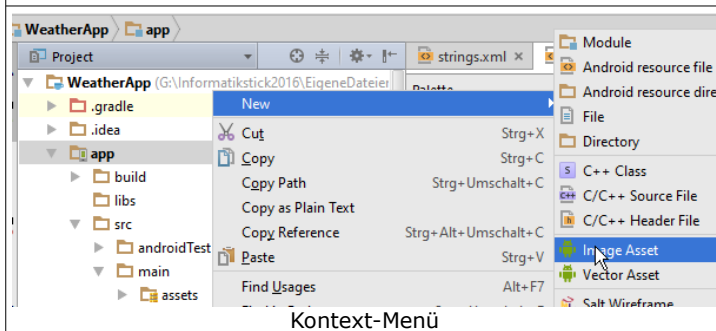 WeatherApp app
Project
strings.xml
WeatherApp (G:\Informatikstick2016\EigeneDateier
Palette
.gradle
.idea
app
build
libs
src
androidTest
main
assets
New
Cut Strg+X
Copy Strg+C
Copy Path Strg+Umschalt+C
Copy as Plain Text
Copy Reference Strg+Alt+Umschalt+C
Paste Strg+V
Find Usages Alt+F7
Module
Android resource file
Android resource dire
File
Directory
S C++ Class
C++ C/C++ Source File
h C/C++ Header File
Image Asset
Vector Asset
Salt Wireframe
Kontext-Menü